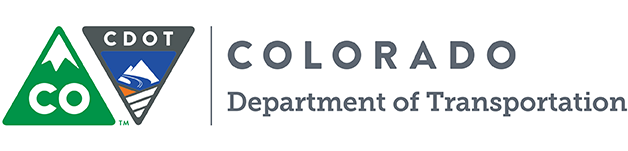 CO
TM
CDOT
COLORADO
Department of Transportation